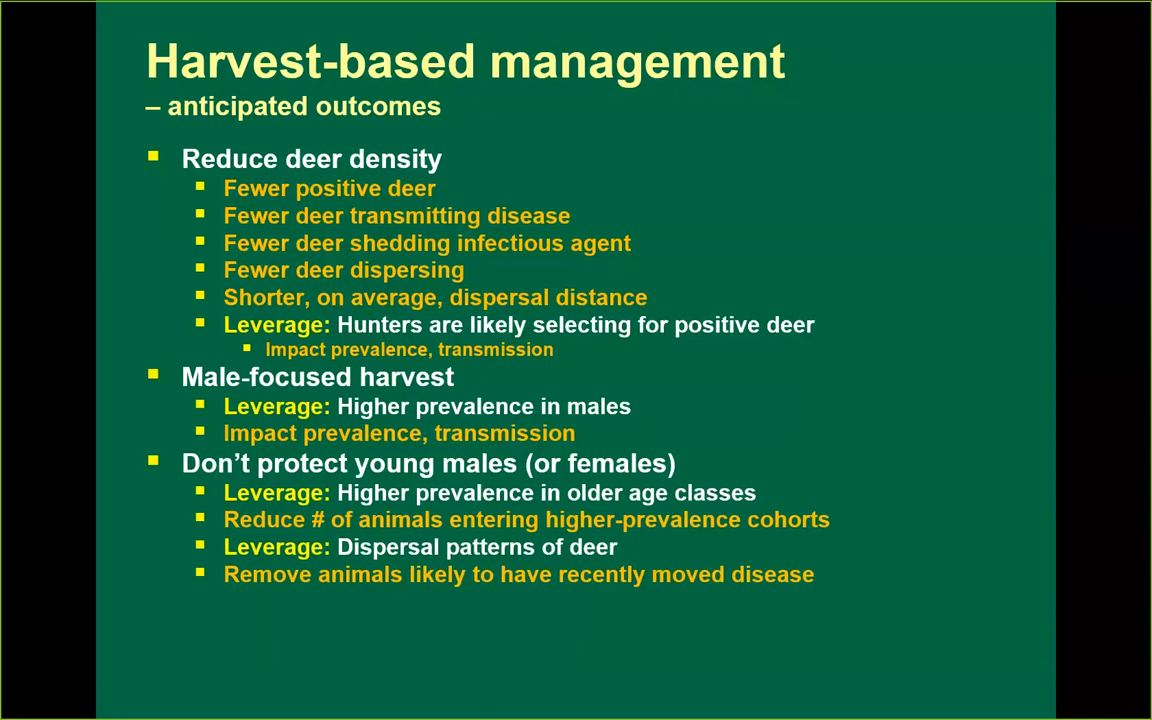 Harvest-based management
– anticipated outcomes
Reduce deer density
Fewer positive deer
Fewer deer transmitting disease
Fewer deer shedding infectious agent
Fewer deer dispersing
Shorter, on average, dispersal distance
Leverage: Hunters are likely selecting for positive deer
Impact prevalence, transmission
Male-focused harvest
Leverage: Higher prevalence in males
Impact prevalence, transmission
Don’t protect young males (or females)
Leverage: Higher prevalence in older age classes
Reduce # of animals entering higher-prevalence cohorts
Leverage: Dispersal patterns of deer
Remove animals likely to have recently moved disease